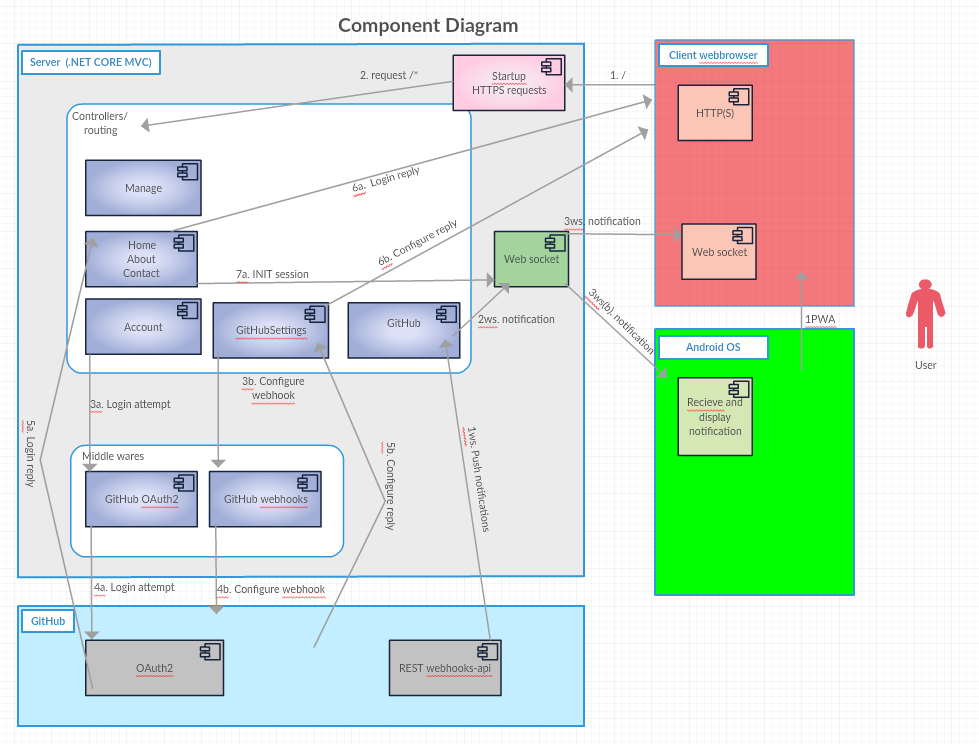 Component Diagram
Server (.NET CORE MVC)
Client webbrowser
Startup
HTTPS requests
2. request /*
1. /
HTTP(S)
Controllers/
routing
Manage
6a. Login reply
Home
About
Contact
6b. Configure reply
3ws. notification
Web socket
Web socket
7a. INIT session
3ws(b). notification
Account
GitHubSettings
GitHub
2ws. notification
1PWA
Android OS
User
3b. Configure
webhook
3a. Login attempt
Recieve and
display
notification
5a. Login reply
5b. Configure reply
1ws. Push notifications
Middle wares
GitHub OAuth2
GitHub webhooks
4a. Login attempt
4b. Configure webhook
GitHub
OAuth2
REST webhooks-api